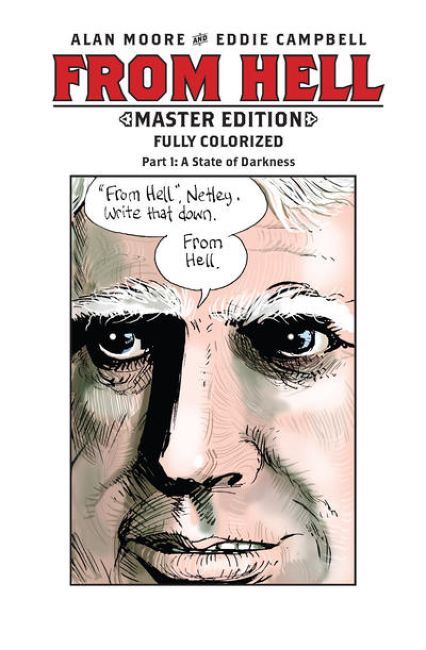 ALAN MOORE AND EDDIE CAMPBELL
FROM HELL
MASTER EDITION
FULLY COLORIZED
Part 1: A State of Darkness
"From Hell", Netley.
Write that down.
From
Hell.